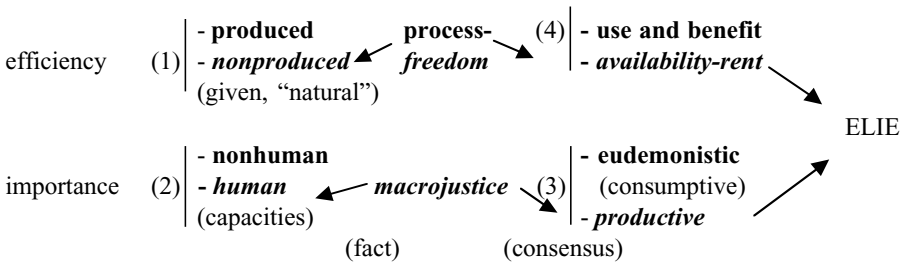 - produced process- (4) - use and benefit
efficiency (1) - nonproduced freedom - availability-rent
(given, “natural”)
ELIE
- nonhuman - eudemonistic
importance (2) - human macrojustice (3) (consumptive)
(capacities) - productive
(fact) (consensus)